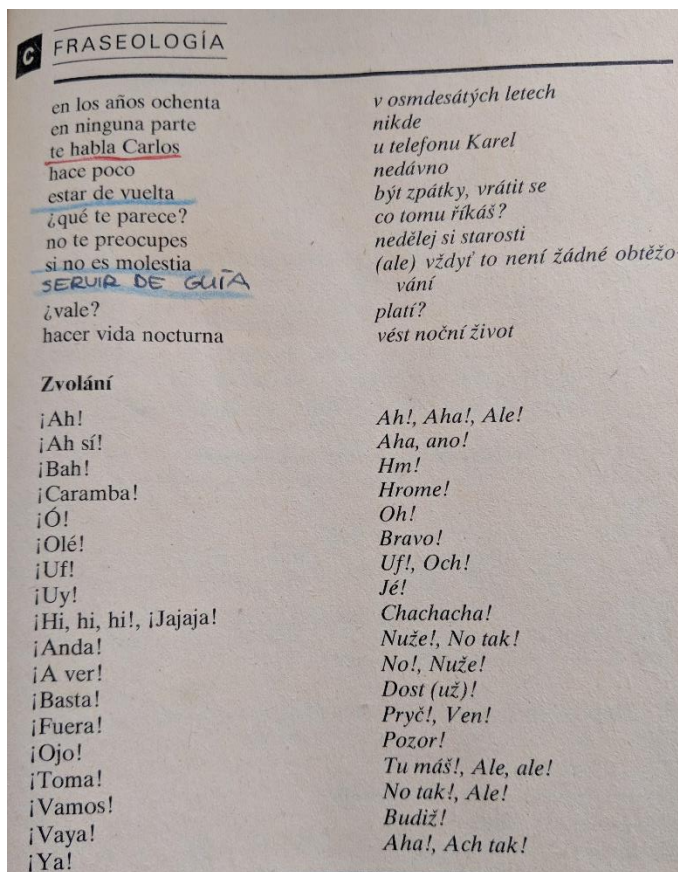 C FRASEOLOGÍA
en los años ochenta v osmdesátých letech
en ninguna parte nikde
te habla Carlos u telefonu Karel
hace poco nedávno
estar de vuelta být zpátky, vrátit se
¿qué te parece? co tomu říkáš?
no te preocupes nedělej si starosti
si no es molestia (ale) vždyť to není žádné obtěžo-
SERVIR DE GUÍA vání
¿vale? platí?
hacer vida nocturna vést noční život
Zvolání
¡Ah! Ah!, Aha!, Ale!
¡Ah sí! Aha, ano!
¡Bah! Hm!
¡Caramba! Hrome!
¡Ó! Oh!
¡Olé! Bravo!
¡Uf! Uf!, Och!
¡Uy! Jé!
¡Hi, hi, hi!, ¡Jajaja! Chachacha!
¡Anda! Nuže!, No tak!
¡A ver! No!, Nuže!
¡Basta! Dost (už)!
¡Fuera! Pryč!, Ven!
¡Ojo! Pozor!
¡Toma! Tu máš!, Ale, ale!
¡Vamos! No tak!, Ale!
¡Vaya! Budiž!
¡Ya! Aha!, Ach tak!